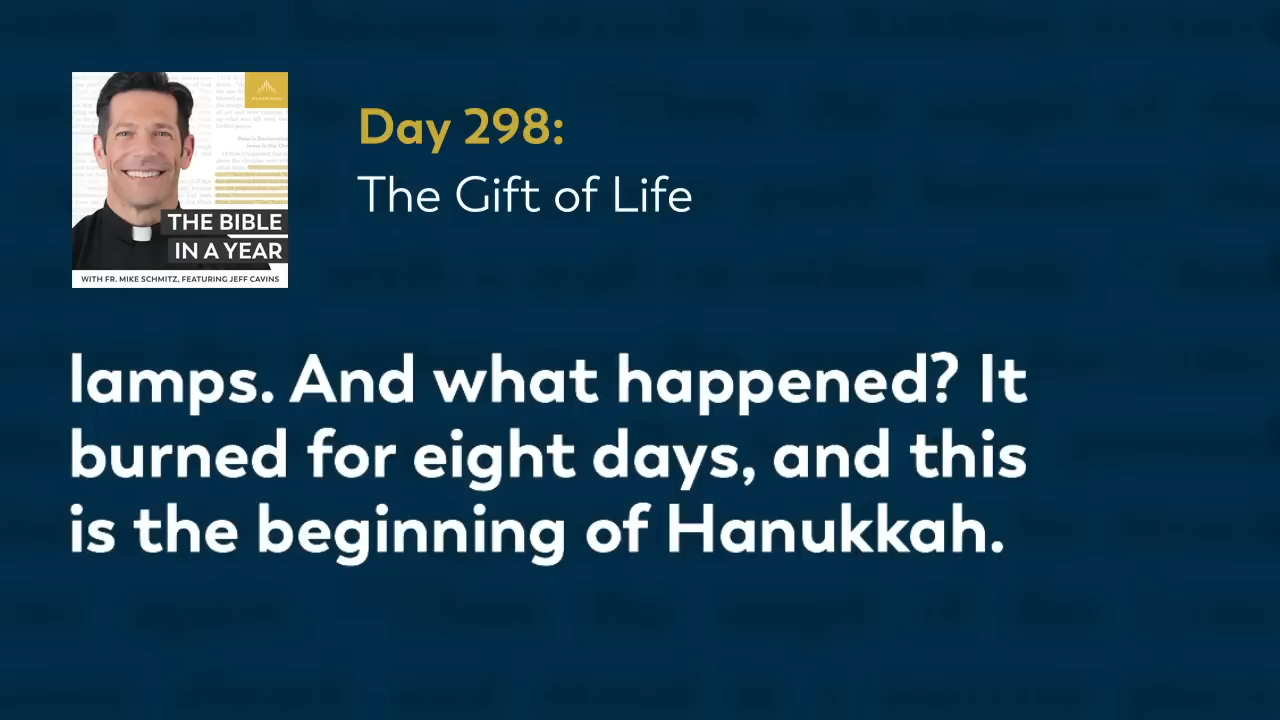 Day 298:
The Gift of Life
THE BIBLE
IN A YEAR
WITH FR. MIKE SCHMITZ, FEATURING JEFF CAVINS
lamps. And what happened? It
burned for eight days, and this
is the beginning of Hanukkah.